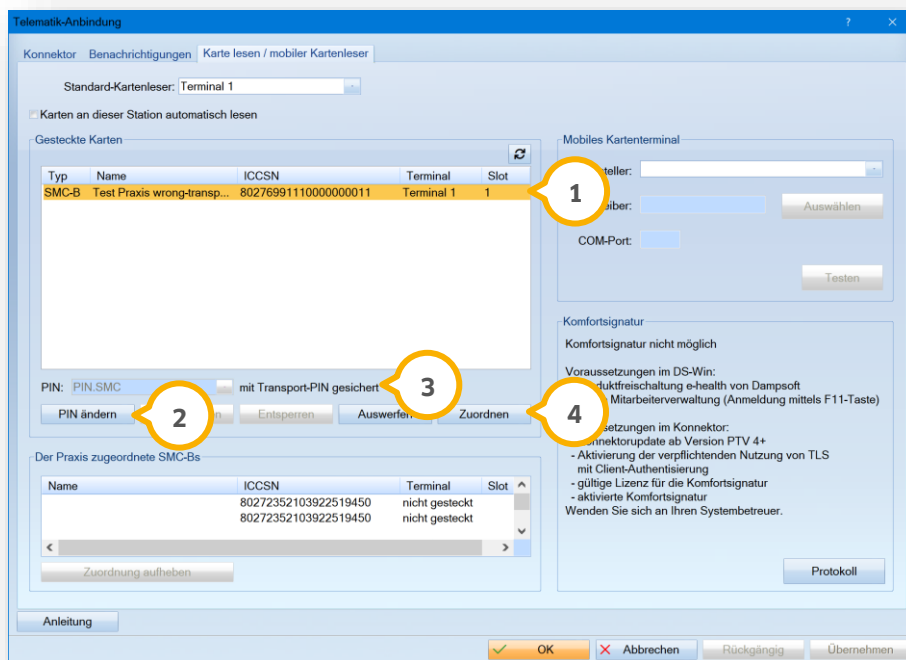 Telematik-Anbindung
Konnektor Benachrichtigungen Karte lesen / mobiler Kartenleser
Standard-Kartenleser: Terminal 1
Karten an dieser Station automatisch lesen
Gesteckte Karten
Typ Name ICCSN Terminal Slot
SMC-B Test Praxis wrong-transp... 80276991110000000011 Terminal 1 1
1
PIN: PIN.SMC mit Transport-PIN gesichert
3
PIN ändern Entsperren Auswerfen Zuordnen
2
4
Der Praxis zugeordnete SMC-Bs
Name ICCSN Terminal Slot
80272352103922519450 nicht gesteckt
80272352103922519450 nicht gesteckt
Zuordnung aufheben
Mobiles Kartenterminal
Auswählen
COM-Port:
Testen
Komfortsignatur
Komfortsignatur nicht möglich
Voraussetzungen im DS-Win:
e-health von Dampsoft
Mitarbeiterverwaltung (Anmeldung mittels F11-Taste)
im Konnektor:
ab Version PTV 4+
- Aktivierung der verpflichtenden Nutzung von TLS
mit Client-Authentisierung
- gültige Lizenz für die Komfortsignatur
- aktivierte Komfortsignatur
Wenden Sie sich an Ihren Systembetreuer.
Protokoll
Anleitung
OK Abbrechen Rückgängig Übernehmen